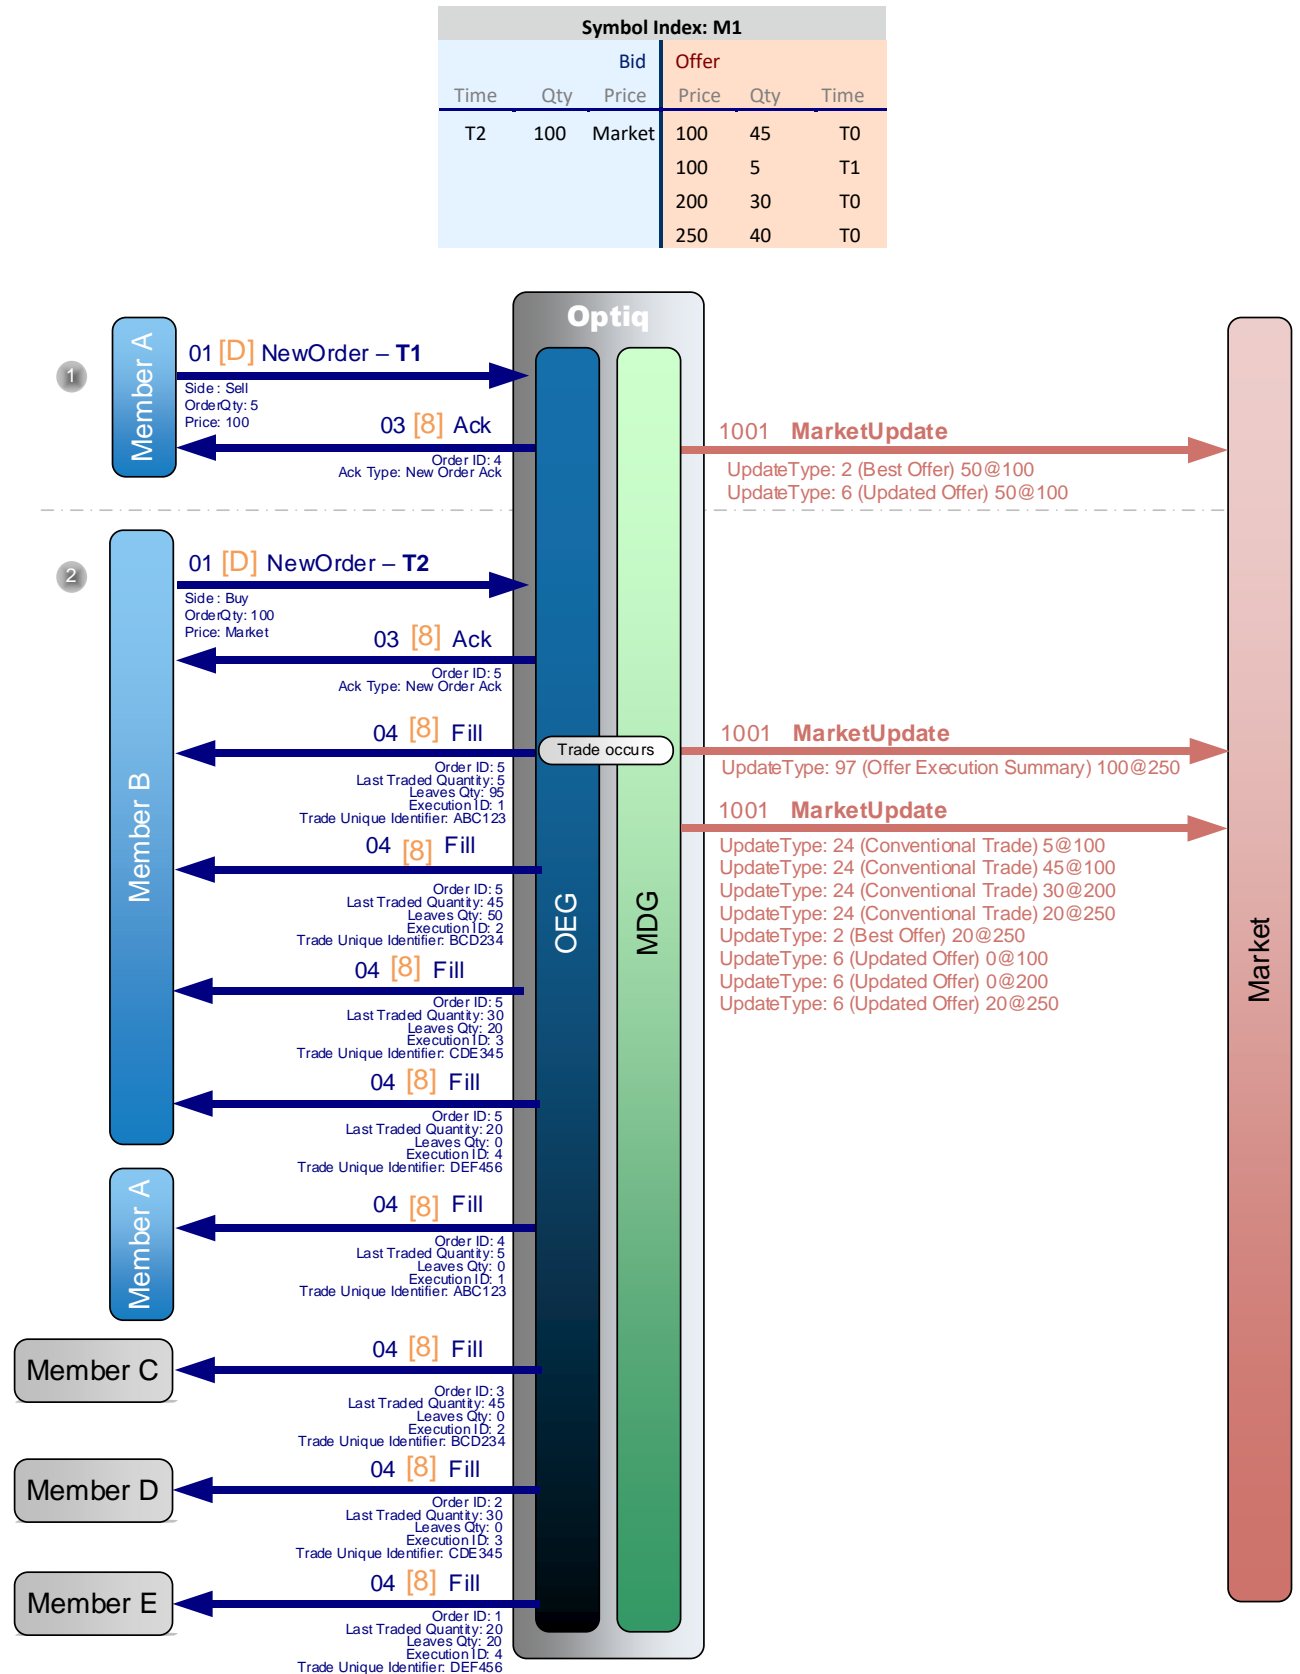 Symbol Index: M1
Bid Offer
Time Qty Price Price Qty Time
T2 100 Market 100 45 T0
100 5 T1
200 30 T0
250 40 T0
Optiq
Member A
1
01 [D] NewOrder – T1
Side : Sell
OrderQty: 5
Price: 100
03 [8] Ack
Order ID: 4
Ack Type: New Order Ack
1001 MarketUpdate
UpdateType: 2 (Best Offer) 50@100
UpdateType: 6 (Updated Offer) 50@100
2
Member B
01 [D] NewOrder – T2
Side : Buy
OrderQty: 100
Price: Market
03 [8] Ack
Order ID: 5
Ack Type: New Order Ack
04 [8] Fill
Order ID: 5
Last Traded Quantity: 5
Leaves Qty: 95
Execution ID: 1
Trade Unique Identifier: ABC123
Trade occurs
1001 MarketUpdate
UpdateType: 97 (Offer Execution Summary) 100@250
1001 MarketUpdate
UpdateType: 24 (Conventional Trade) 5@100
UpdateType: 24 (Conventional Trade) 45@100
UpdateType: 24 (Conventional Trade) 30@200
UpdateType: 24 (Conventional Trade) 20@250
UpdateType: 2 (Best Offer) 20@250
UpdateType: 6 (Updated Offer) 0@100
UpdateType: 6 (Updated Offer) 0@200
UpdateType: 6 (Updated Offer) 20@250
04 [8] Fill
Order ID: 5
Last Traded Quantity: 45
Leaves Qty: 50
Execution ID: 2
Trade Unique Identifier: BCD234
OEG
MDG
Market
04 [8] Fill
Order ID: 5
Last Traded Quantity: 30
Leaves Qty: 20
Execution ID: 3
Trade Unique Identifier: CDE345
04 [8] Fill
Order ID: 5
Last Traded Quantity: 20
Leaves Qty: 0
Execution ID: 4
Trade Unique Identifier: DEF456
Member A
04 [8] Fill
Order ID: 4
Last Traded Quantity: 5
Leaves Qty: 0
Execution ID: 1
Trade Unique Identifier: ABC123
Member C
04 [8] Fill
Order ID: 3
Last Traded Quantity: 45
Leaves Qty: 0
Execution ID: 2
Trade Unique Identifier: BCD234
Member D
04 [8] Fill
Order ID: 2
Last Traded Quantity: 30
Leaves Qty: 0
Execution ID: 3
Trade Unique Identifier: CDE345
Member E
04 [8] Fill
Order ID: 1
Last Traded Quantity: 20
Leaves Qty: 20
Execution ID: 4
Trade Unique Identifier: DEF456